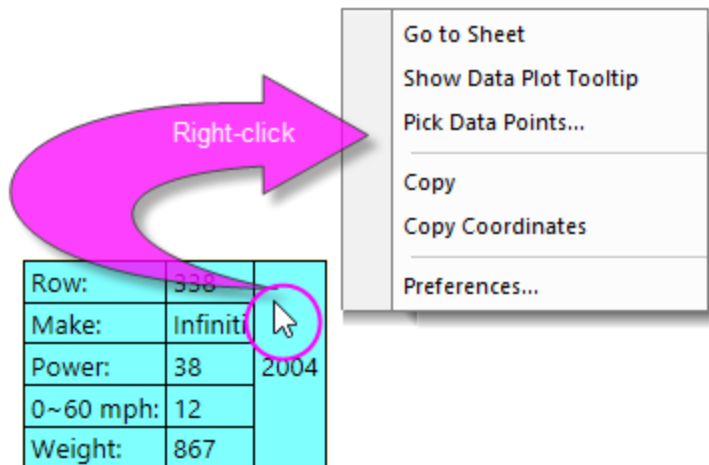 Go to Sheet
Show Data Plot Tooltip
Pick Data Points...
Right-click
Copy
Copy Coordinates
Preferences...
Row: 338
Make: Infiniti
Power: 38 2004
0~60 mph: 12
Weight: 867